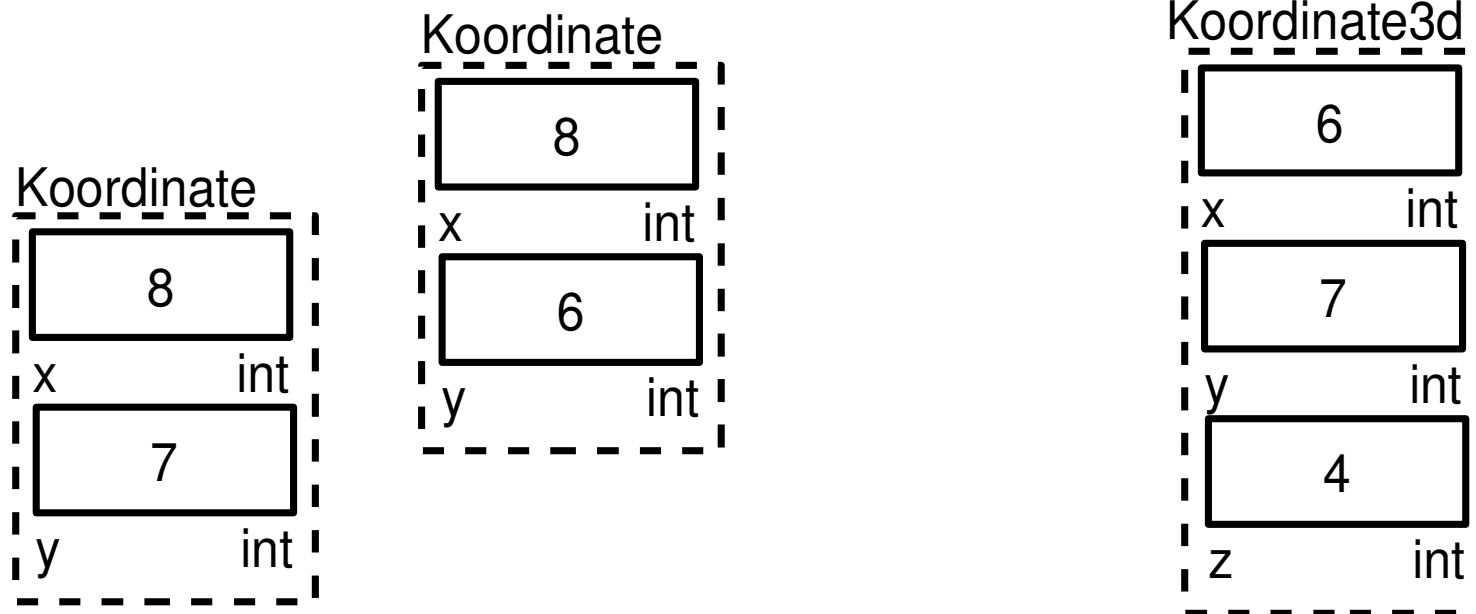 Koordinate
8
x int
7
y int
Koordinate
8
x int
6
y int
Koordinate3d
6
x int
7
y int
4
z int